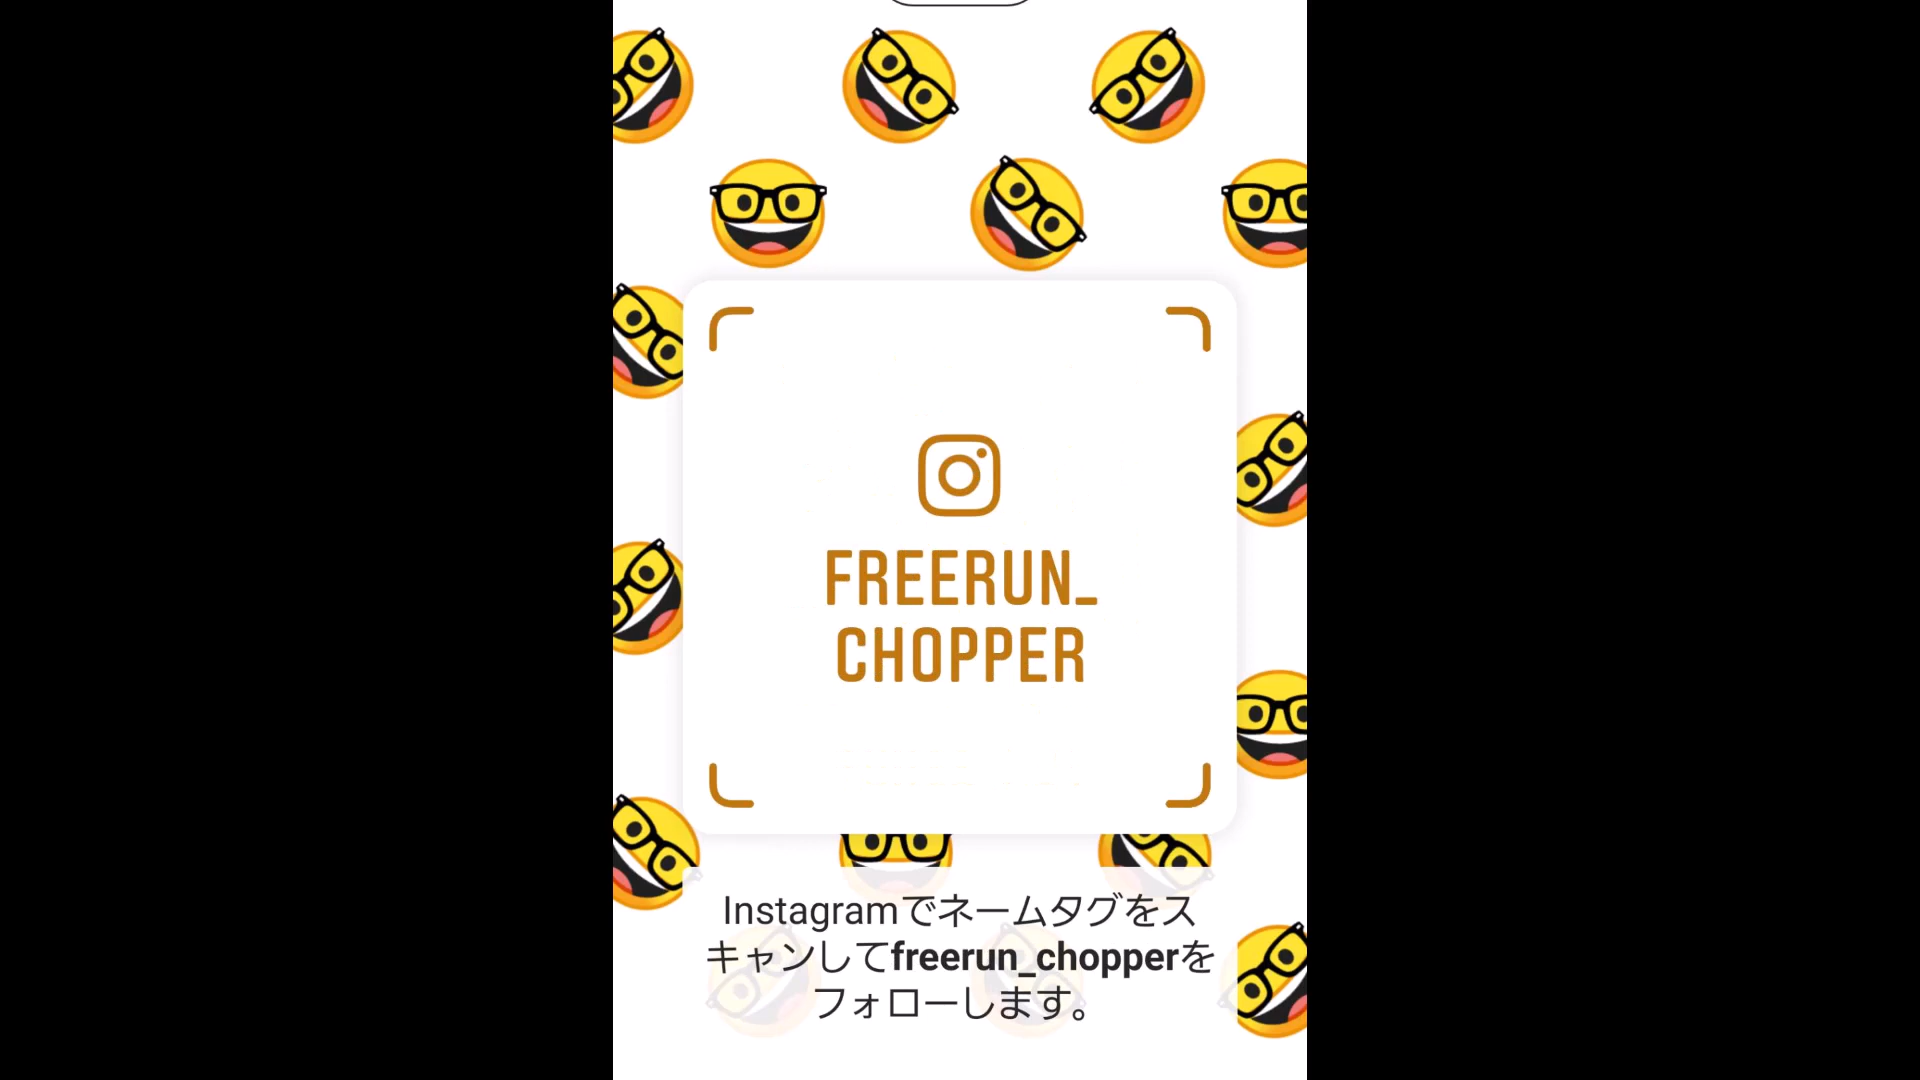 FREERUN_
CHOPPER
Instagramでネームタグをス
キャンしてfreerun_chopperを
フォローします。